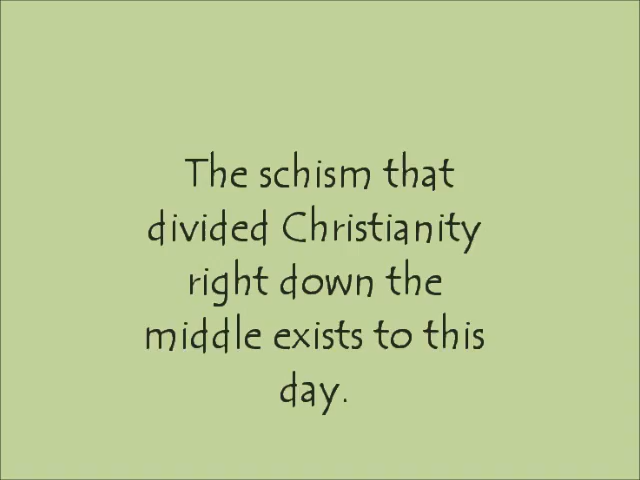 The schism that
divided Christianity
right down the
middle exists to this
day.